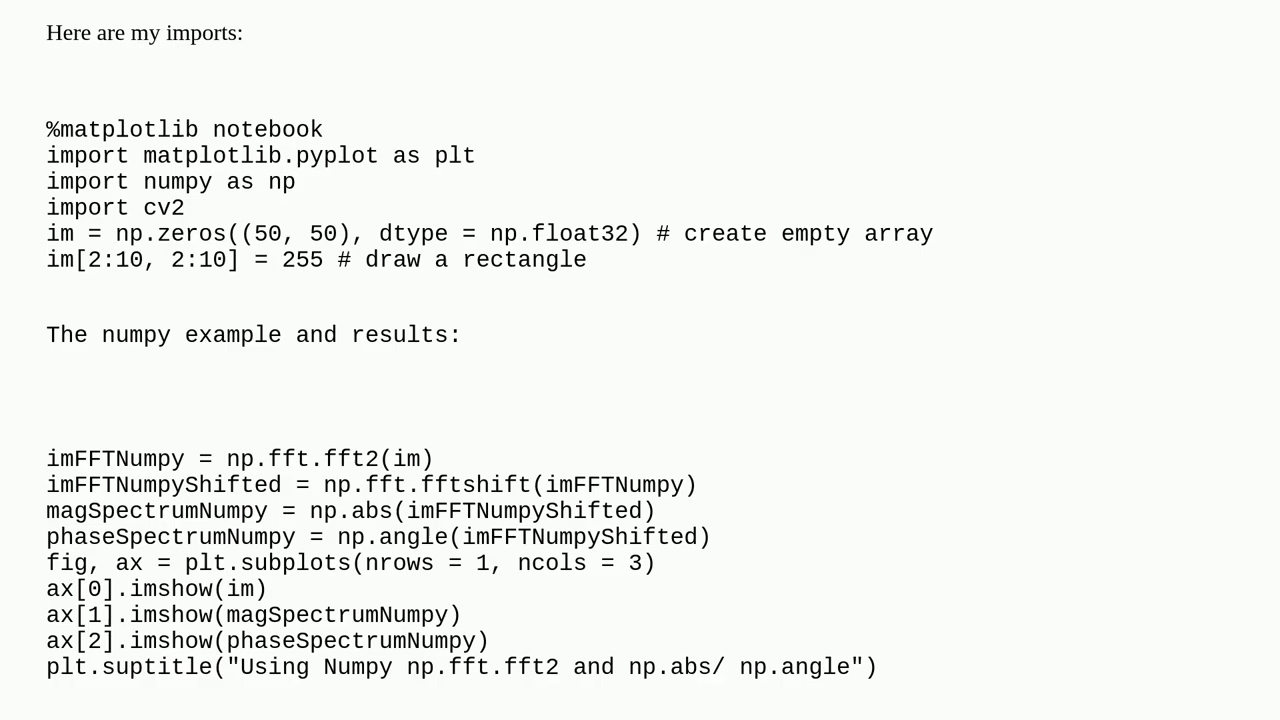 Here are my imports:
%matplotlib notebook
import matplotlib.pyplot as plt
import numpy as np
import cv2
im = np.zeros((50, 50), dtype = np.float32) # create empty array
im[2:10, 2:10] = 255 # draw a rectangle
The numpy example and results:
imFFTNumpy = np.fft.fft2(im)
imFFTNumpyShifted = np.fft.fftshift(imFFTNumpy)
magSpectrumNumpy = np.abs(imFFTNumpyShifted)
phaseSpectrumNumpy = np.angle(imFFTNumpyShifted)
fig, ax = plt.subplots(nrows = 1, ncols = 3)
ax[0].imshow(im)
ax[1].imshow(magSpectrumNumpy)
ax[2].imshow(phaseSpectrumNumpy)
plt.suptitle("Using Numpy np.fft.fft2 and np.abs/ np.angle")